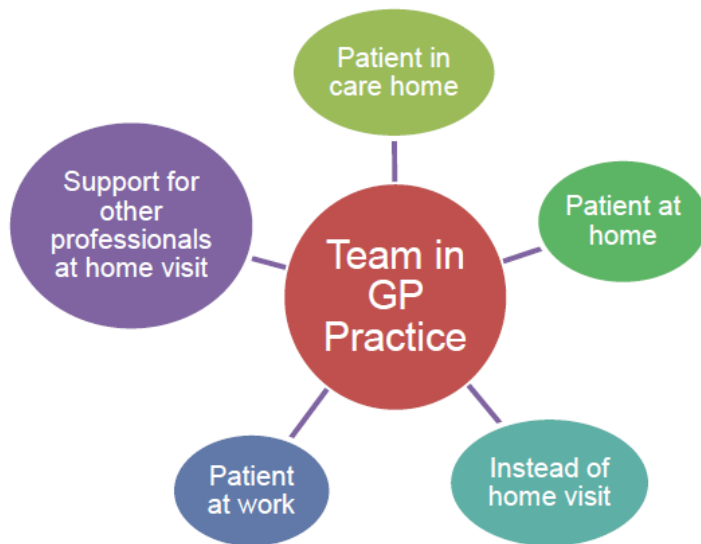 Patient in
care home
Support for
other
professionals
at home visit
Patient at
home
Team in
GP
Practice
Patient
at work
Instead of
home visit